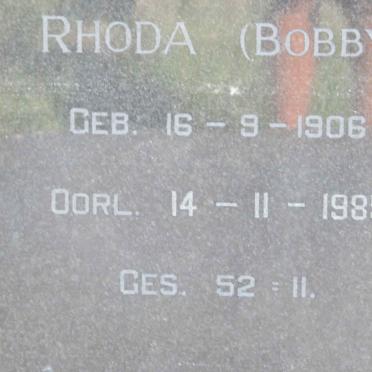 RHODA (BOBBY
GEB. 16 - 9 - 1906
OORL. 14 - 11 - 198
GES. 52 : 11.